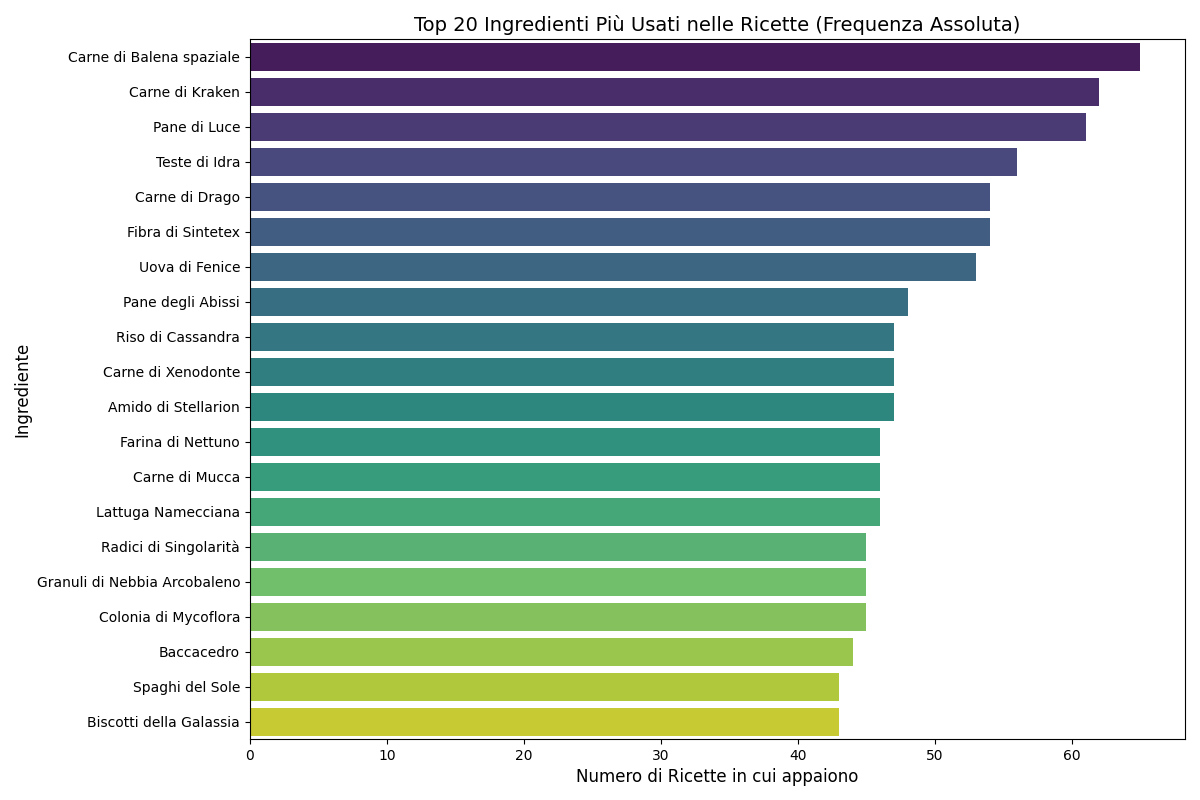 Top 20 Ingredienti Più Usati nelle Ricette (Frequenza Assoluta)
Ingrediente
Carne di Balena spaziale
Carne di Kraken
Pane di Luce
Teste di Idra
Carne di Drago
Fibra di Sintetex
Uova di Fenice
Pane degli Abissi
Riso di Cassandra
Carne di Xenodonte
Amido di Stellarion
Farina di Nettuno
Carne di Mucca
Lattuga Namecciana
Radici di Singolarità
Granuli di Nebbia Arcobaleno
Colonia di Mycoflora
Baccacedro
Spaghi del Sole
Biscotti della Galassia
0 10 20 30 40 50 60
Numero di Ricette in cui appaiono